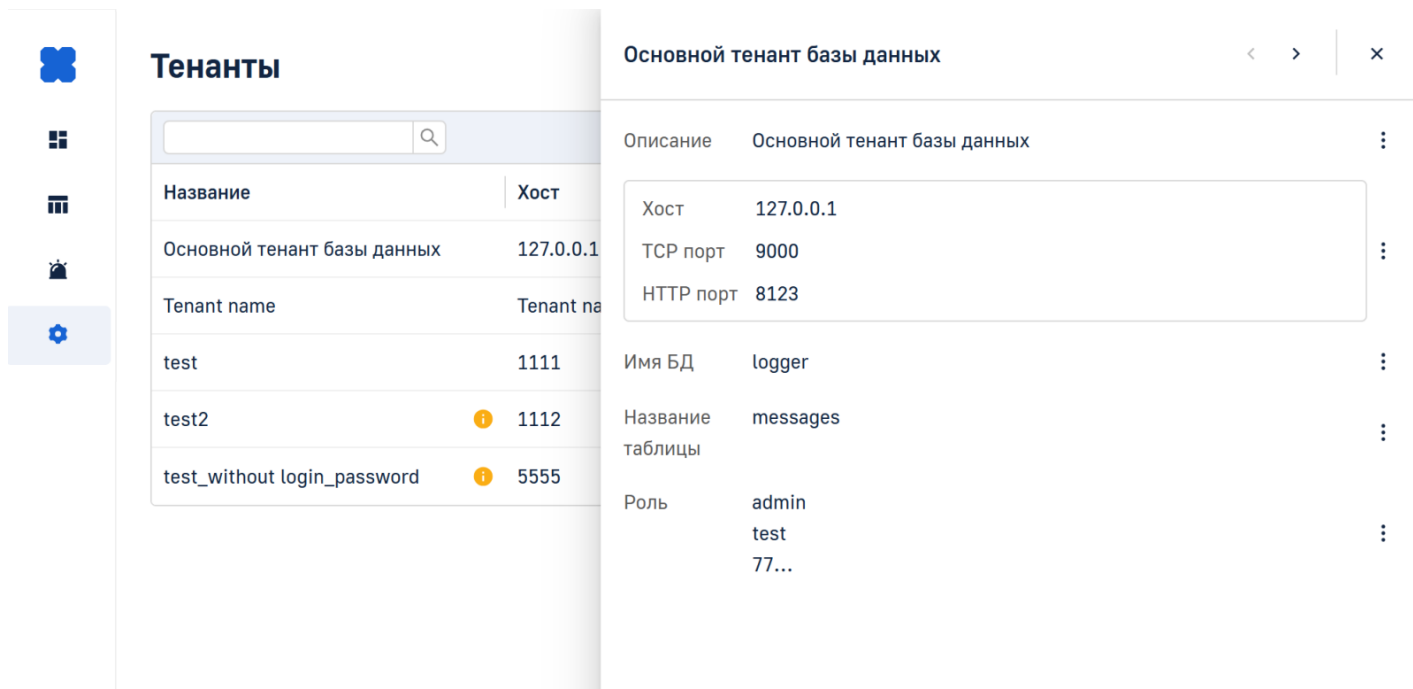 Тенанты
Название Хост
Основной тенант базы данных 127.0.0.1
Tenant name Tenant na
test 1111
test2 1112
test_without login_password 5555
Основной тенант базы данных
Описание Основной тенант базы данных
Хост 127.0.0.1
TCP порт 9000
HTTP порт 8123
Имя БД logger
Название messages
таблицы
Роль admin
test
77...